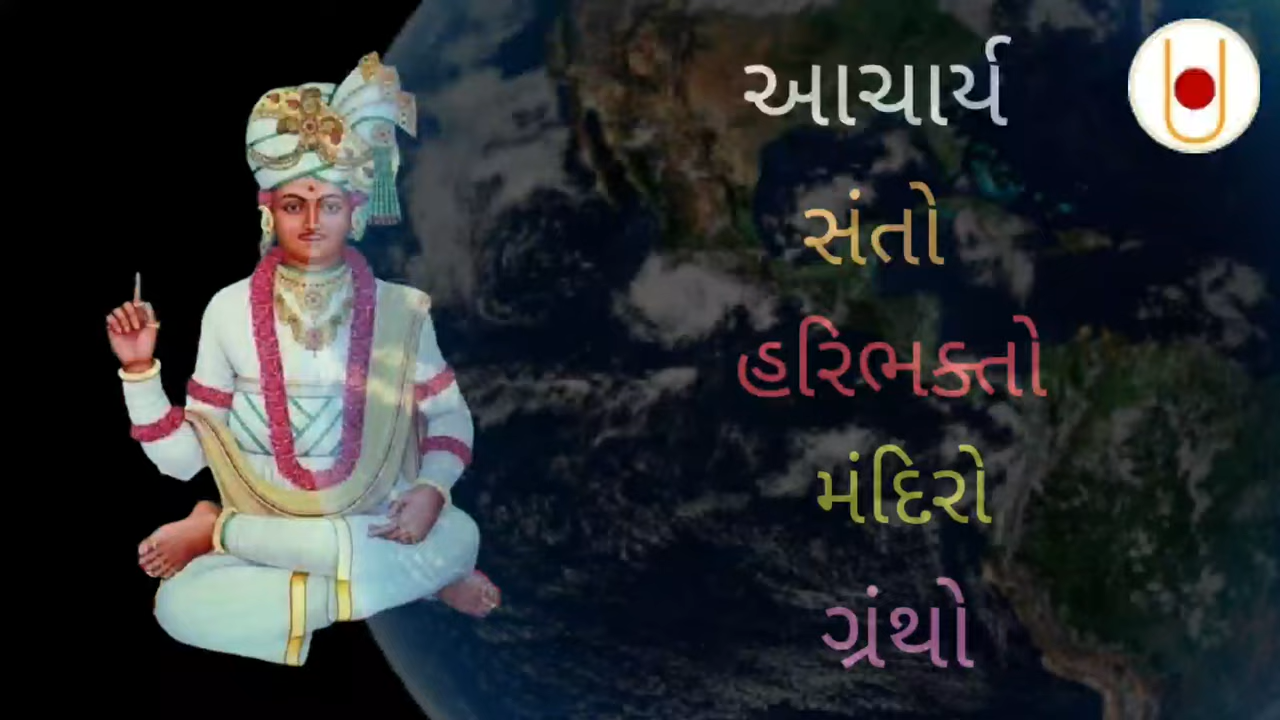 આચાર્ય
સંતો
હરિભક્તો
મંદિરો
ગ્રંથો